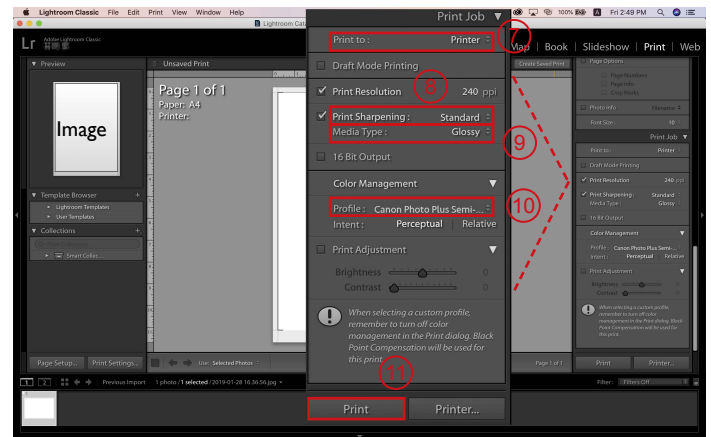 Lightroom Classic File Edit Print View Window Help
100% Fri 2:49 PM
Lightroom Cata
Lr
Adobe Lightroom Classic
Map | Book | Slideshow | Print | Web
Preview
Image
Template Browser +
Lightroom Templates
User Templates
Collections +
Smart Collec...
Page Setup... Print Settings...
Unsaved Print
Page 1 of 1
Paper: A4
Printer:
Use: Selected Photos
Print Job
Print to : Printer
7
Draft Mode Printing
8
Print Resolution 240 ppi
Print Sharpening : Standard
Media Type : Glossy
9
16 Bit Output
Color Management
Profile : Canon Photo Plus Semi-...
10
Intent : Perceptual | Relative
Print Adjustment
Brightness 0
Contrast 0
When selecting a custom profile,
remember to turn off color
management in the Print dialog. Black
Point Compensation will be used for
this print.
11
Print Printer...
Create Saved Print
Page Options
Page Numbers
Page Info
Crop Marks
Photo Info Filename
Font Size : 10
Print Job
Print to : Printer
Draft Mode Printing
Print Resolution 240 ppi
Print Sharpening : Standard
Media Type : Glossy
16 Bit Output
Color Management
Profile : Canon Photo Plus Semi-...
Intent : Perceptual | Relative
Print Adjustment
Brightness 0
Contrast 0
When selecting a custom profile,
remember to turn off color
management in the Print dialog. Black
Point Compensation will be used for
this print.
Page 1 of 1
Print Printer...
1 2 Previous Import 1 photo / 1 selected / 2019-01-28 16.36.56.jpg
Filter : Filters Off